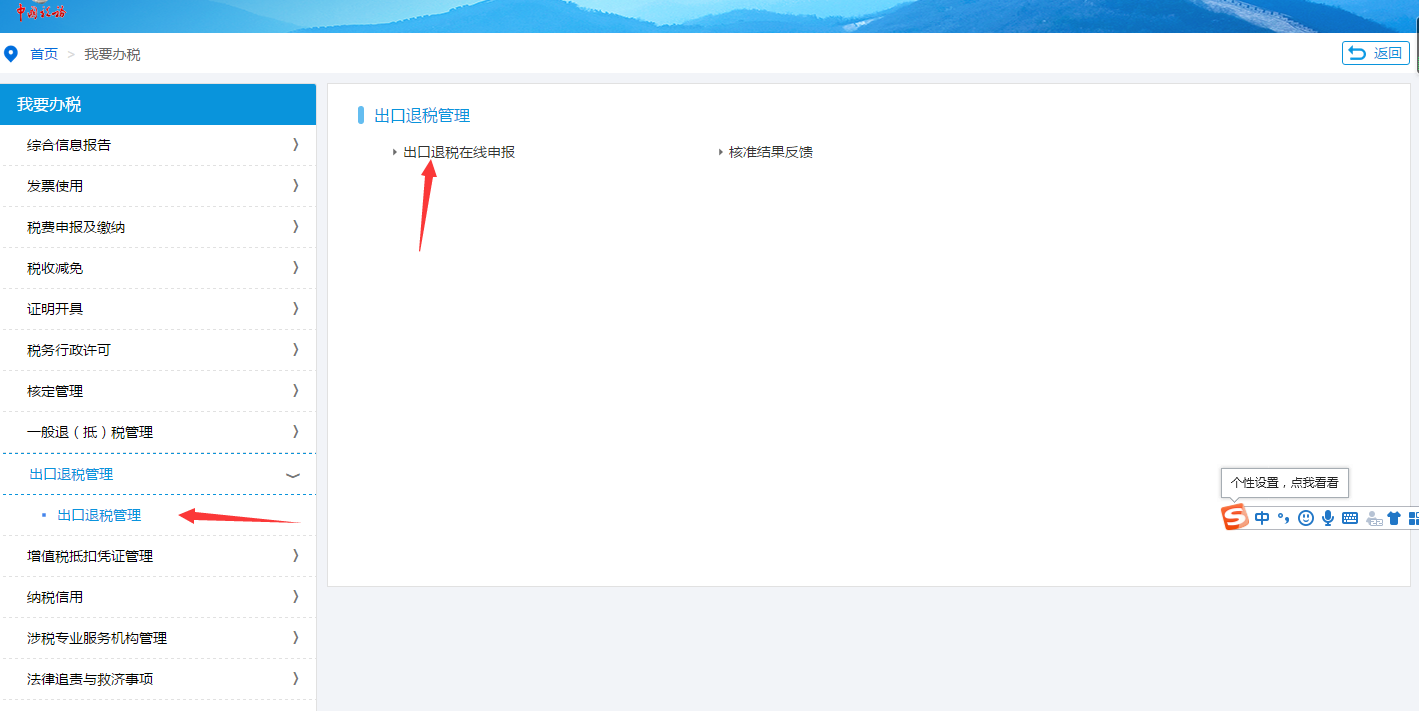 中国税务
首页 > 我要办税
返回
我要办税
综合信息报告
发票使用
税费申报及缴纳
税收减免
证明开具
税务行政许可
核定管理
一般退（抵）税管理
出口退税管理
出口退税管理
增值税抵扣凭证管理
纳税信用
涉税专业服务机构管理
法律追责与救济事项
出口退税管理
出口退税在线申报
核准结果反馈
个性设置，点我看看
S 中